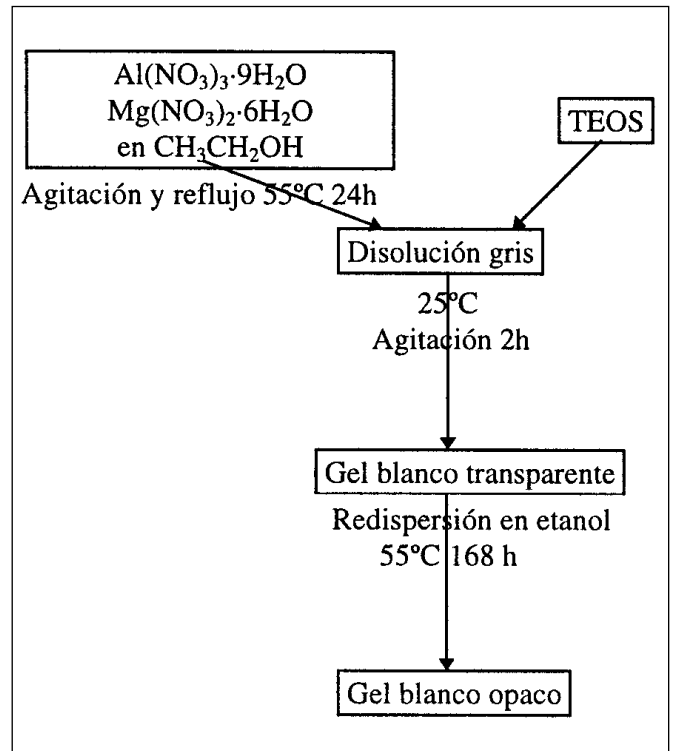 Al(NO₃)₃·9H₂O
Mg(NO₃)₂·6H₂O
en CH₃CH₂OH
TEOS
Agitación y reflujo 55ºC 24h
Disolución gris
25ºC
Agitación 2h
Gel blanco transparente
Redispersión en etanol
55ºC 168 h
Gel blanco opaco